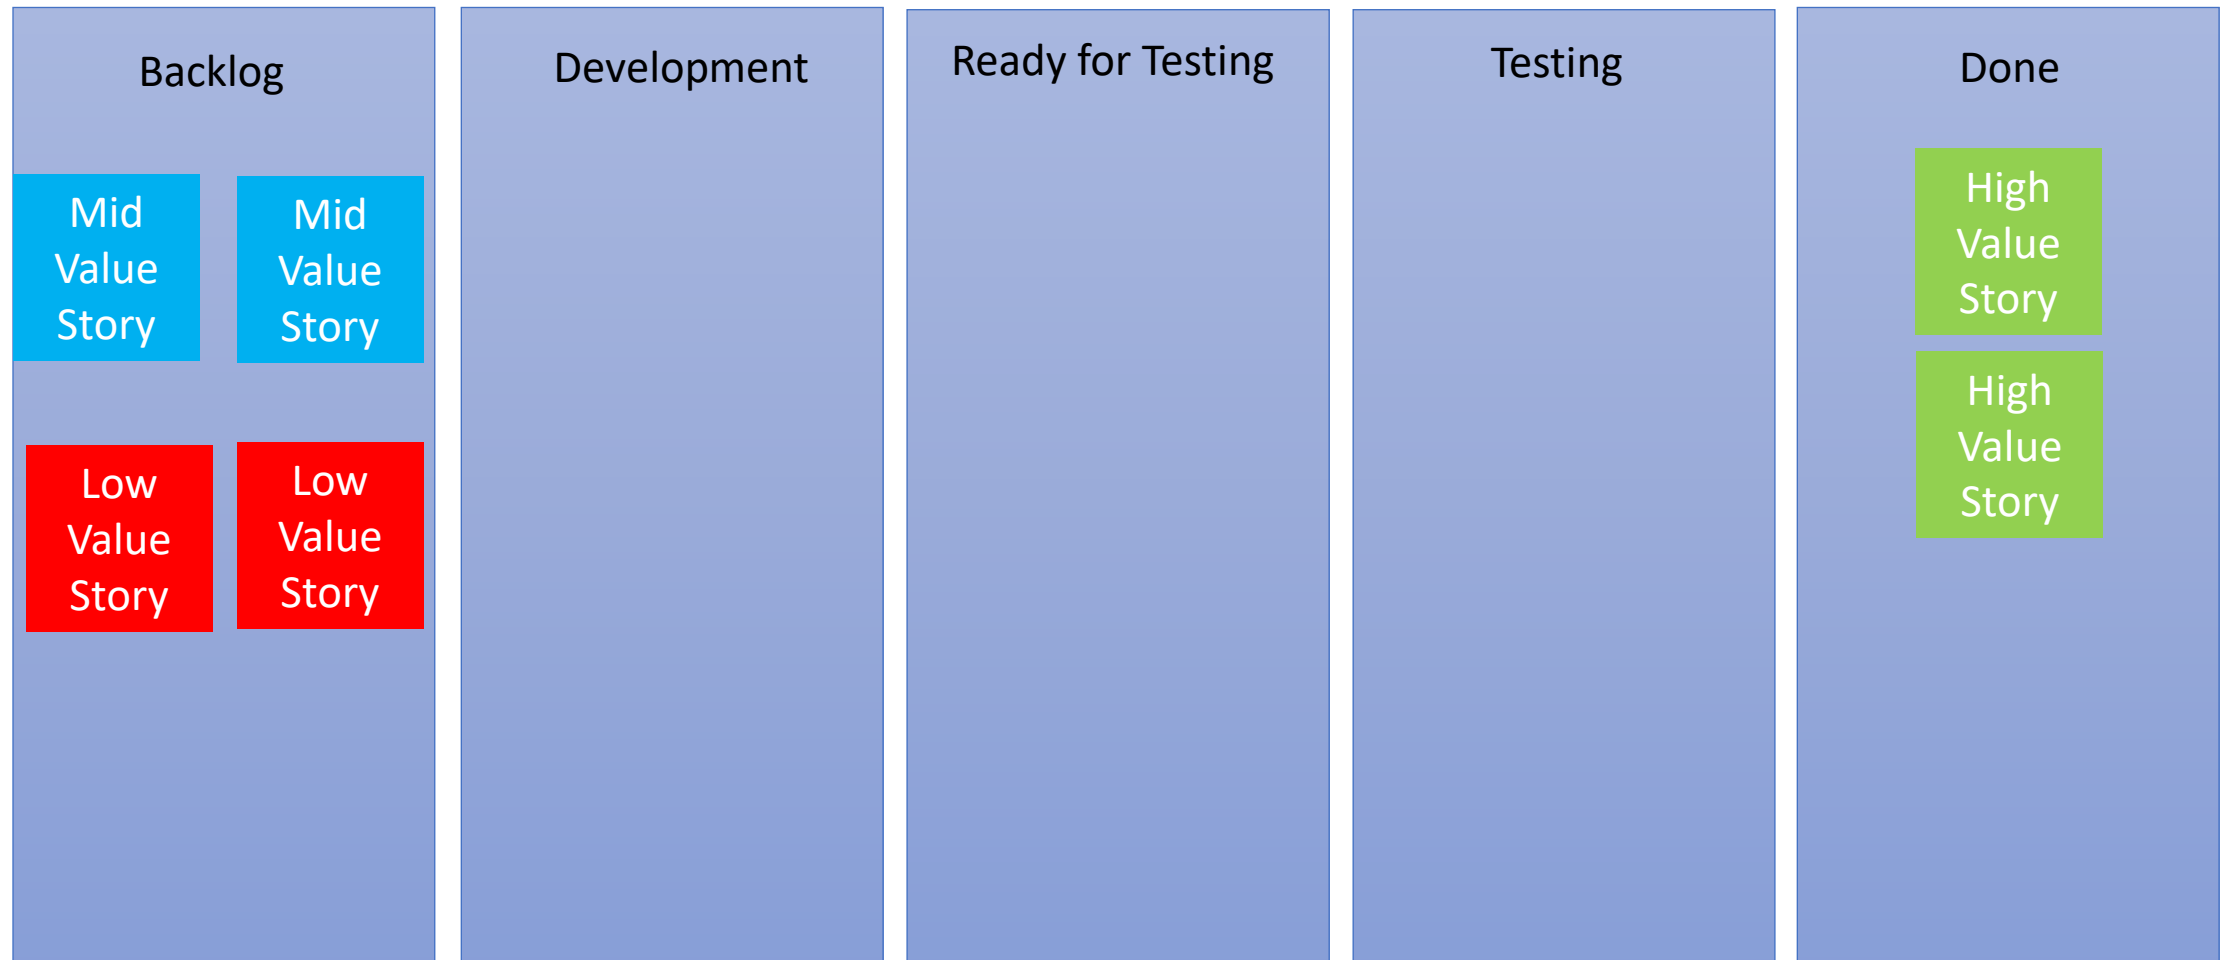 Backlog
Mid
Value
Story
Mid
Value
Story
Low
Value
Story
Low
Value
Story
Development
Ready for Testing
Testing
Done
High
Value
Story
High
Value
Story